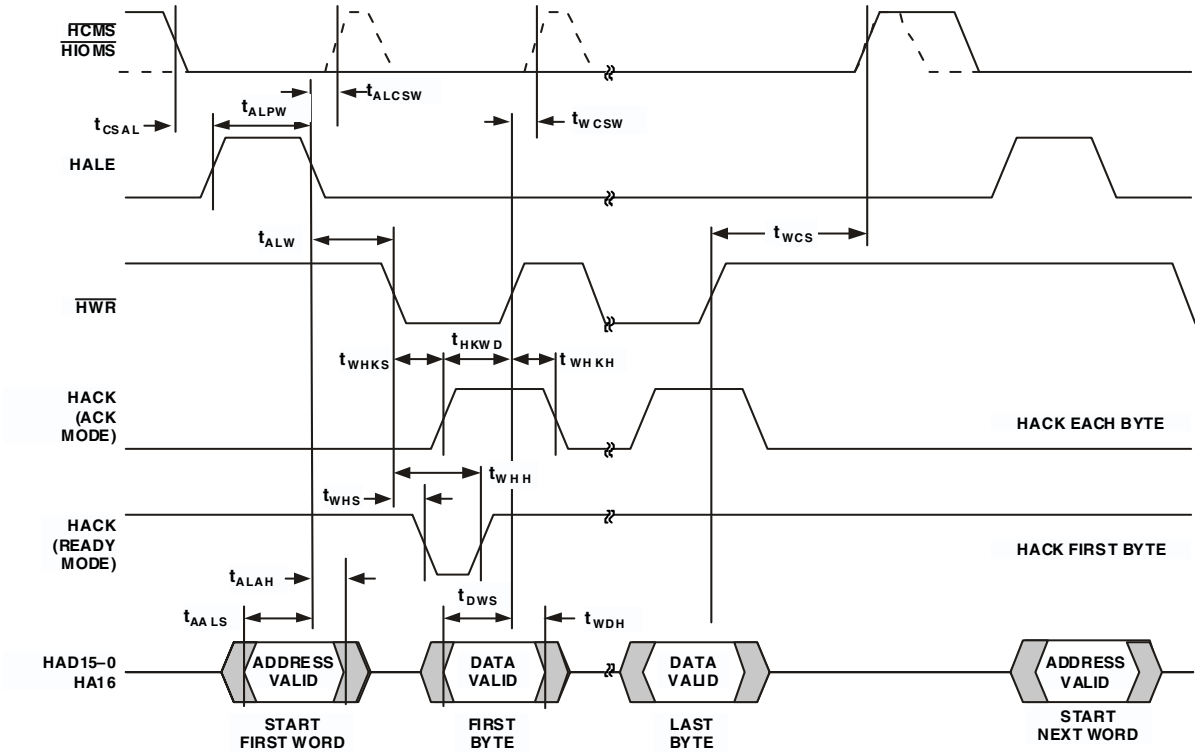 HCMS
HIOMS
tALCSW
tALPW
tCSAL
tWCSW
HALE
tALW
tWCS
HWR
tHKWD
tWHKS
tWHKH
HACK
(ACK
MODE)
HACK EACH BYTE
tWHH
tWHS
HACK
(READY
MODE)
HACK FIRST BYTE
tALAH
tDWS
tAALS
tWDH
HAD15–0
HA16
ADDRESS
VALID
DATA
VALID
DATA
VALID
ADDRESS
VALID
START
FIRST WORD
FIRST
BYTE
LAST
BYTE
START
NEXT WORD